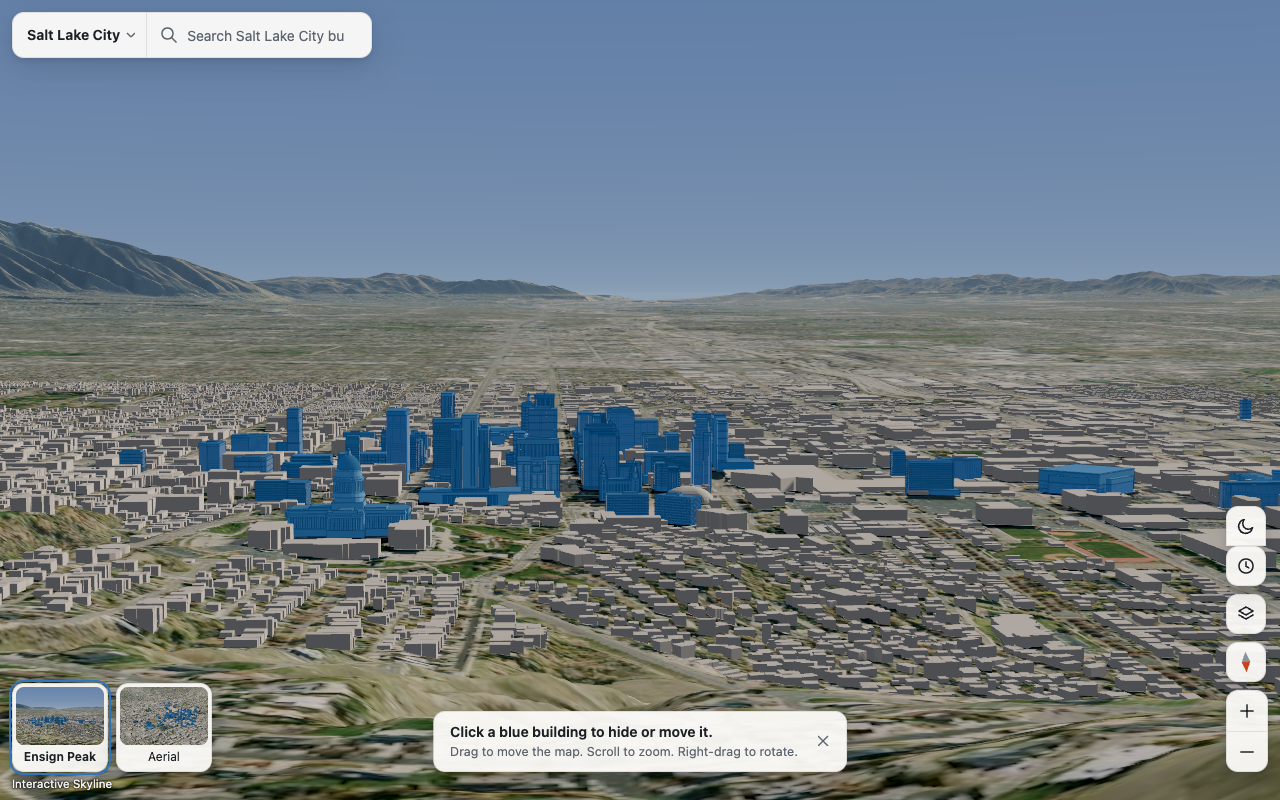 Salt Lake City
Search Salt Lake City bu
Click a blue building to hide or move it.
Drag to move the map. Scroll to zoom. Right-drag to rotate.
Ensign Peak
Aerial
Interactive Skyline